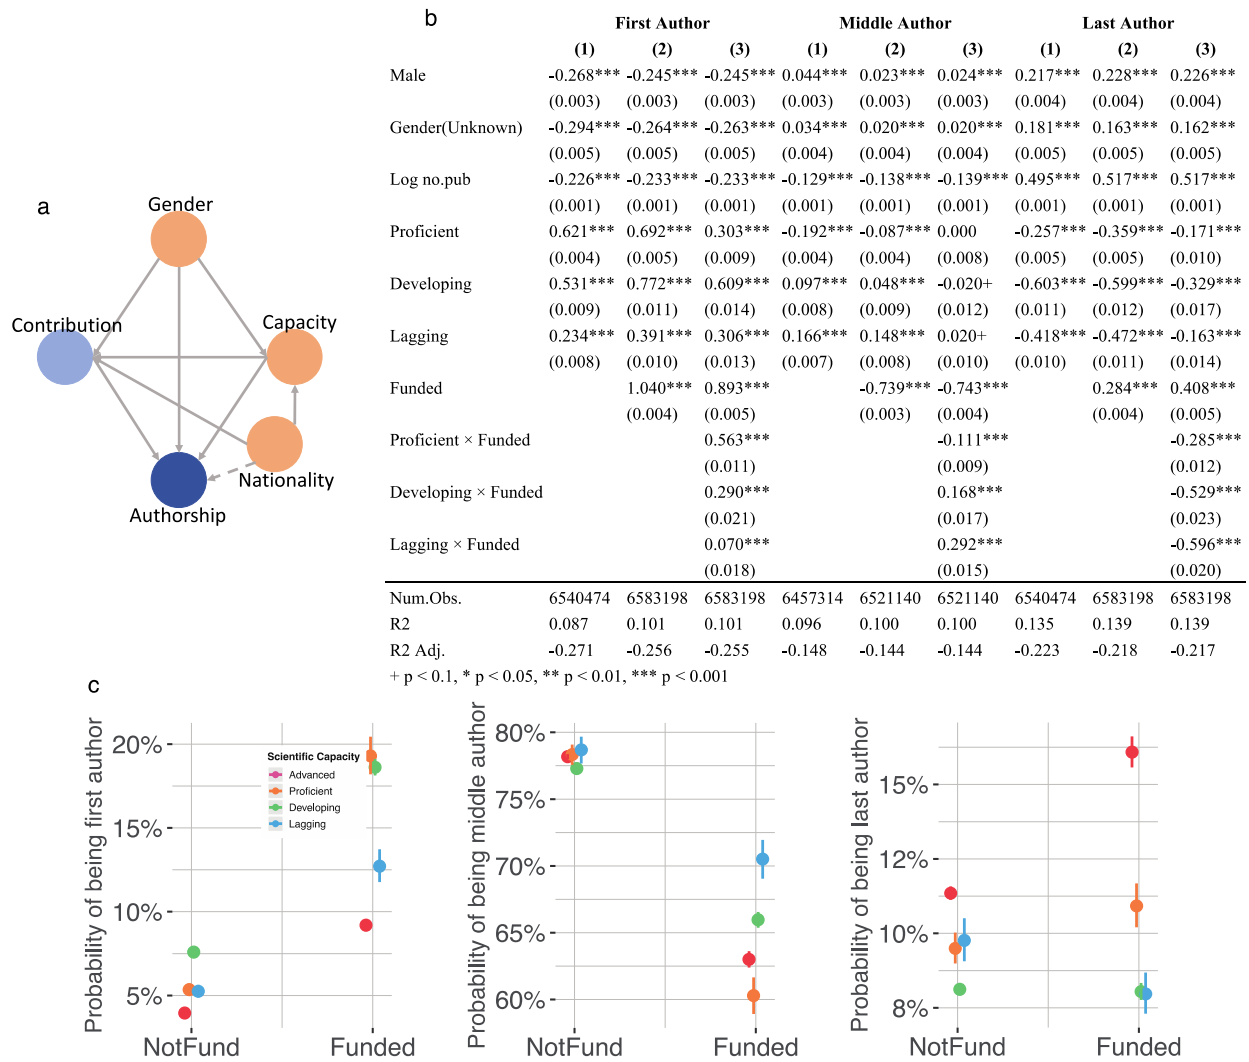 a
Gender
Contribution
Capacity
Nationality
Authorship
b
First Author Middle Author Last Author
(1) (2) (3) (1) (2) (3) (1) (2) (3)
Male -0.268*** -0.245*** -0.245*** 0.044*** 0.023*** 0.024*** 0.217*** 0.228*** 0.226***
(0.003) (0.003) (0.003) (0.003) (0.003) (0.003) (0.004) (0.004) (0.004)
Gender(Unknown) -0.294*** -0.264*** -0.263*** 0.034*** 0.020*** 0.020*** 0.181*** 0.163*** 0.162***
(0.005) (0.005) (0.005) (0.004) (0.004) (0.004) (0.005) (0.005) (0.005)
Log no.pub -0.226*** -0.233*** -0.233*** -0.129*** -0.138*** -0.139*** 0.495*** 0.517*** 0.517***
(0.001) (0.001) (0.001) (0.001) (0.001) (0.001) (0.001) (0.001) (0.001)
Proficient 0.621*** 0.692*** 0.303*** -0.192*** -0.087*** 0.000 -0.257*** -0.359*** -0.171***
(0.004) (0.005) (0.009) (0.004) (0.004) (0.008) (0.005) (0.005) (0.010)
Developing 0.531*** 0.772*** 0.609*** 0.097*** 0.048*** -0.020+ -0.603*** -0.599*** -0.329***
(0.009) (0.011) (0.014) (0.008) (0.009) (0.012) (0.011) (0.012) (0.017)
Lagging 0.234*** 0.391*** 0.306*** 0.166*** 0.148*** 0.020+ -0.418*** -0.472*** -0.163***
(0.008) (0.010) (0.013) (0.007) (0.008) (0.010) (0.010) (0.011) (0.014)
Funded 1.040*** 0.893*** -0.739*** -0.743*** 0.284*** 0.408***
(0.004) (0.005) (0.003) (0.004) (0.004) (0.005)
Proficient × Funded 0.563*** -0.111*** -0.285***
(0.011) (0.009) (0.012)
Developing × Funded 0.290*** 0.168*** -0.529***
(0.021) (0.017) (0.023)
Lagging × Funded 0.070*** 0.292*** -0.596***
(0.018) (0.015) (0.020)
Num.Obs. 6540474 6583198 6583198 6457314 6521140 6521140 6540474 6583198 6583198
R2 0.087 0.101 0.101 0.096 0.100 0.100 0.135 0.139 0.139
R2 Adj. -0.271 -0.256 -0.255 -0.148 -0.144 -0.144 -0.223 -0.218 -0.217
+ p < 0.1, * p < 0.05, ** p < 0.01, *** p < 0.001
c
Probability of being first author
20%
15%
10%
5%
Scientific Capacity
Advanced
Proficient
Developing
Lagging
NotFund Funded
Probability of being middle author
80%
75%
70%
65%
60%
NotFund Funded
Probability of being last author
15%
12%
10%
8%
NotFund Funded